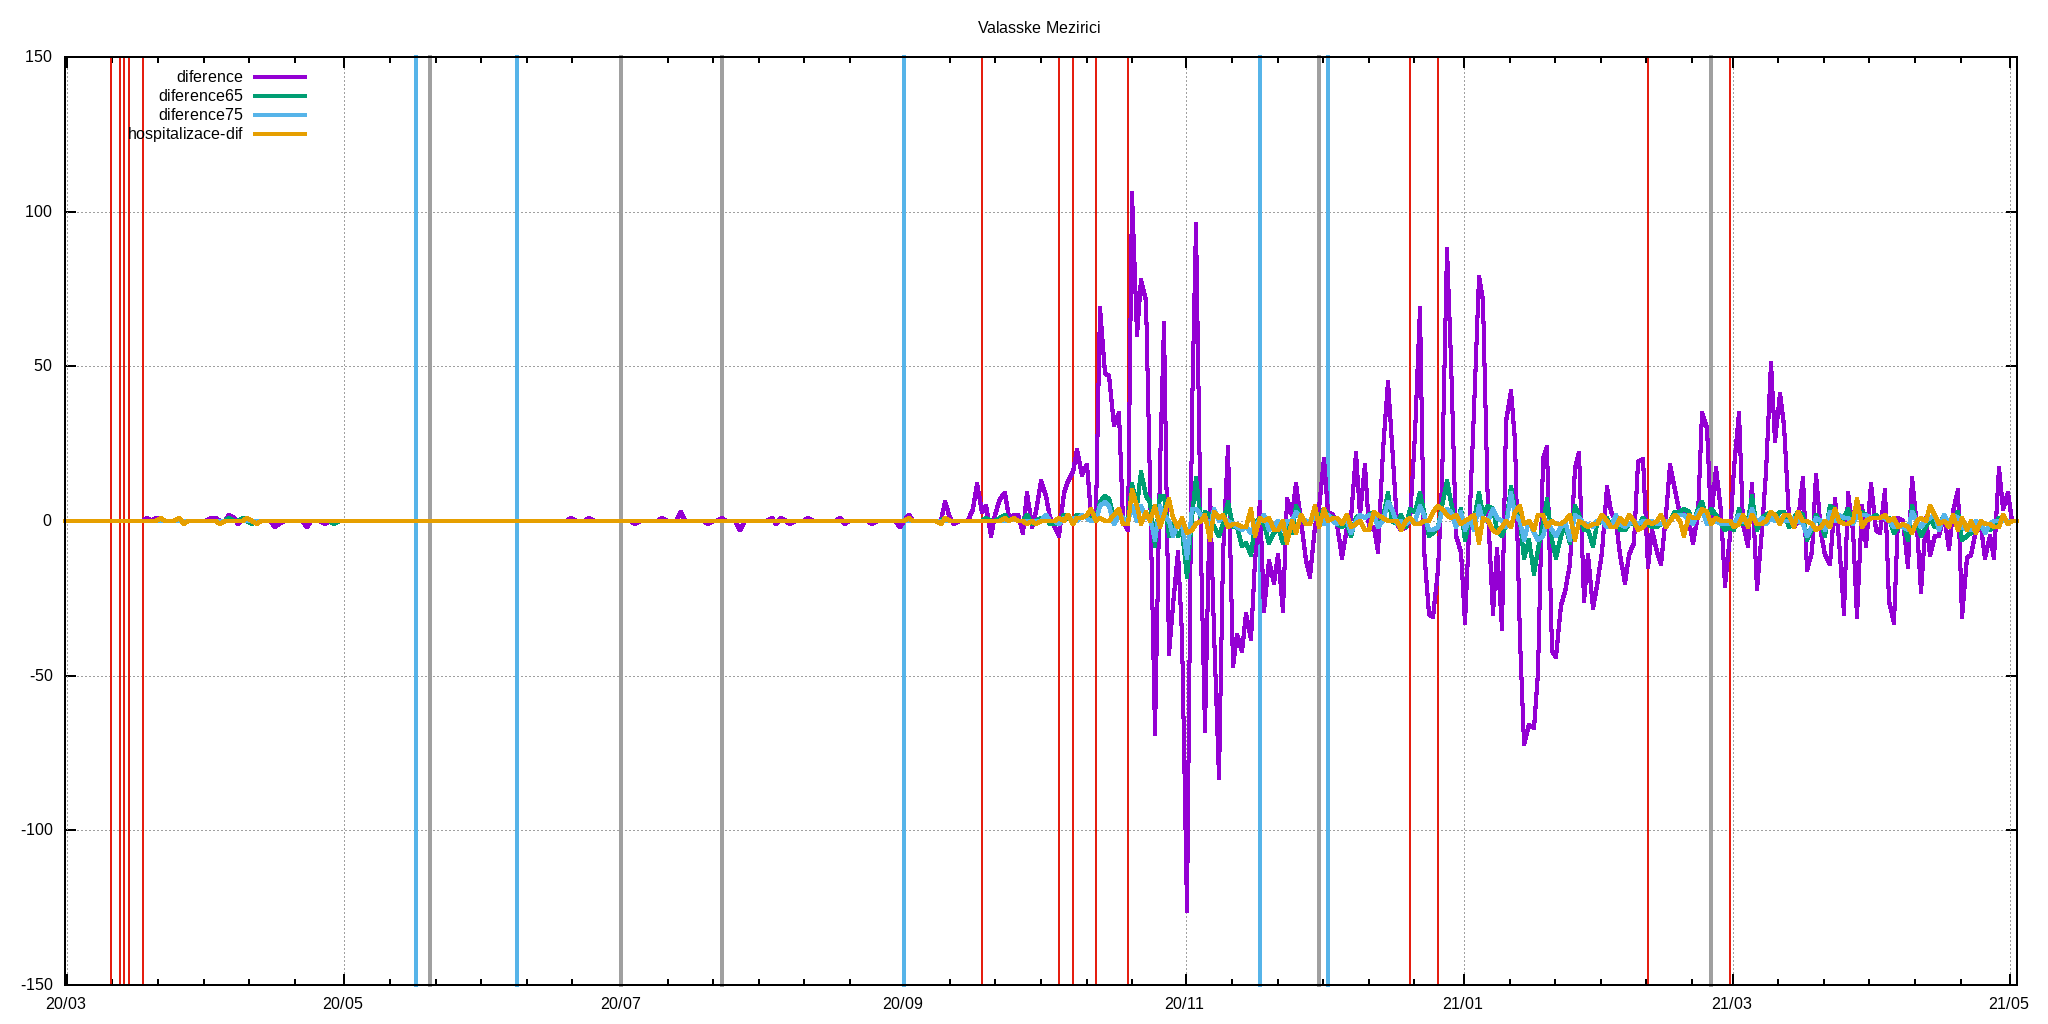 Valasske Mezirici
150
diference
diference65
diference75
hospitalizace-dif
100
50
0
-50
-100
-150
20/03 20/05 20/07 20/09 20/11 21/01 21/03 21/05